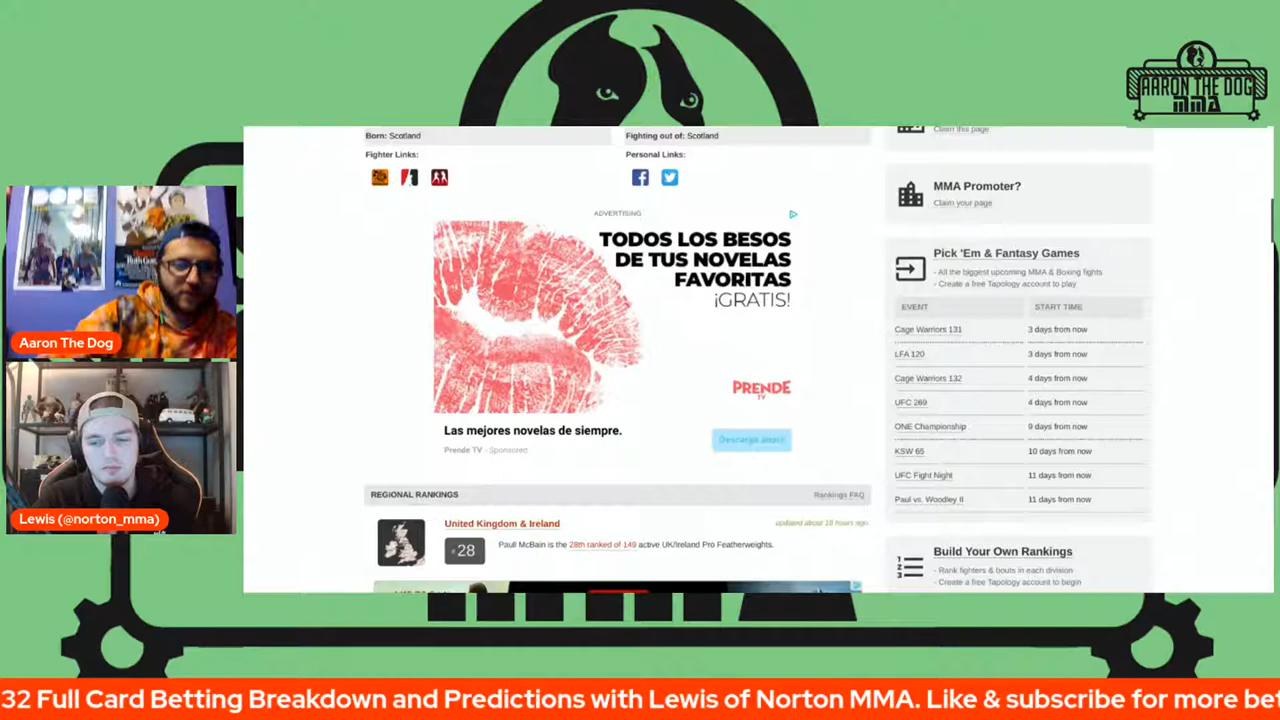 AARON THE DOG
MMA
Born: Scotland
Fighting out of: Scotland
Fighter Links:
Personal Links:
ADVERTISING
TODOS LOS BESOS
DE TUS NOVELAS
FAVORITAS
¡GRATIS!
PRENDE
TV
Las mejores novelas de siempre.
Prende TV - Sponsored
Descarga ahora
REGIONAL RANKINGS
Rankings FAQ
United Kingdom & Ireland
updated about 18 hours ago
#28
Paull McBain is the 28th ranked of 149 active UK/Ireland Pro Featherweights.
Claim this page
MMA Promoter?
Claim your page
Pick 'Em & Fantasy Games
- All the biggest upcoming MMA & Boxing fights
- Create a free Tapology account to play
EVENT START TIME
Cage Warriors 131 3 days from now
LFA 120 3 days from now
Cage Warriors 132 4 days from now
UFC 269 4 days from now
ONE Championship 9 days from now
KSW 65 10 days from now
UFC Fight Night 11 days from now
Paul vs. Woodley II 11 days from now
Build Your Own Rankings
- Rank fighters & bouts in each division
- Create a free Tapology account to begin
Aaron The Dog
Lewis (@norton_mma)
32 Full Card Betting Breakdown and Predictions with Lewis of Norton MMA. Like & subscribe for more bet